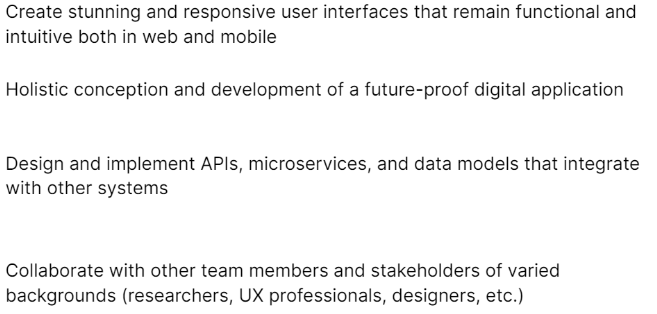 Create stunning and responsive user interfaces that remain functional and
intuitive both in web and mobile
Holistic conception and development of a future-proof digital application
Design and implement APIs, microservices, and data models that integrate
with other systems
Collaborate with other team members and stakeholders of varied
backgrounds (researchers, UX professionals, designers, etc.)